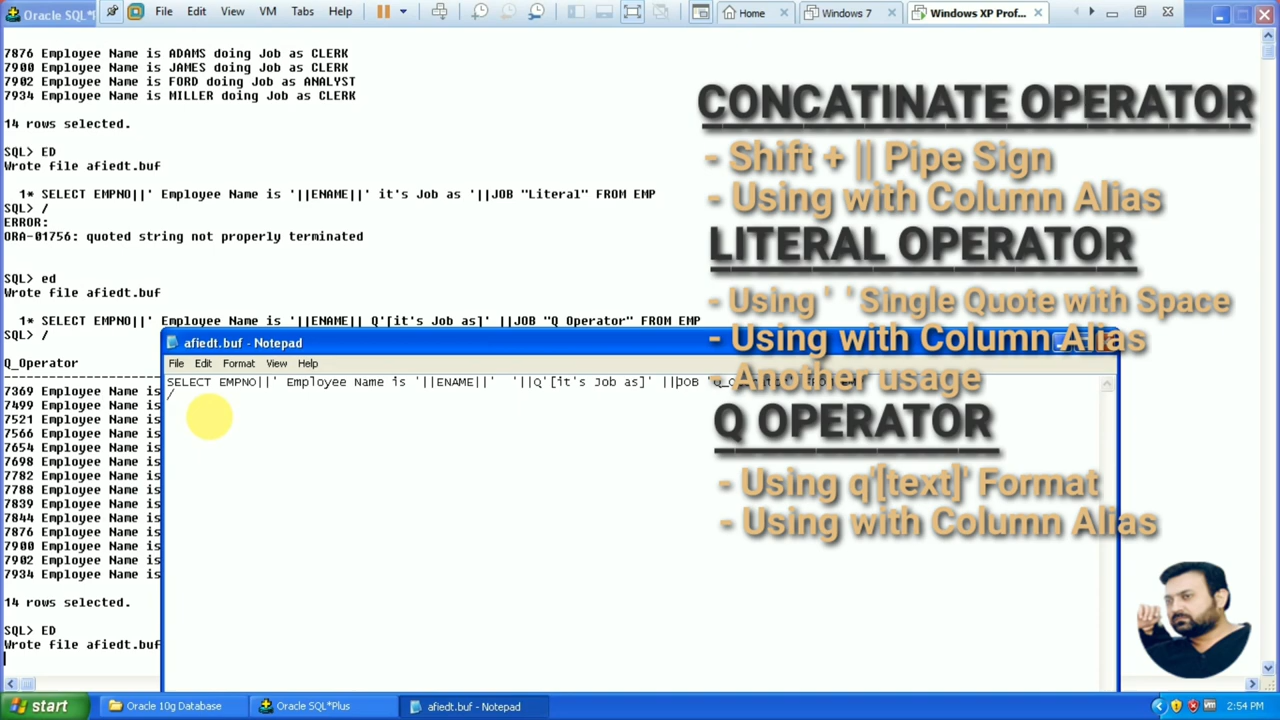 Oracle SQL*P
File Edit View VM Tabs Help
Home
Windows 7
Windows XP Prof...
7876 Employee Name is ADAMS doing Job as CLERK
7900 Employee Name is JAMES doing Job as CLERK
7902 Employee Name is FORD doing Job as ANALYST
7934 Employee Name is MILLER doing Job as CLERK
14 rows selected.
SQL> ED
Wrote file afiedt.buf
1* SELECT EMPNO||' Employee Name is '||ENAME||' it's Job as '||JOB "Literal" FROM EMP
SQL> /
ERROR:
ORA-01756: quoted string not properly terminated
SQL> ed
Wrote file afiedt.buf
1* SELECT EMPNO||' Employee Name is '||ENAME|| Q'[it's Job as]' ||JOB "Q Operator" FROM EMP
SQL> /
Q_Operator
7369 Employee Name is
7499 Employee Name is
7521 Employee Name is
7566 Employee Name is
7654 Employee Name is
7698 Employee Name is
7782 Employee Name is
7788 Employee Name is
7839 Employee Name is
7844 Employee Name is
7876 Employee Name is
7900 Employee Name is
7902 Employee Name is
7934 Employee Name is
14 rows selected.
SQL> ED
Wrote file afiedt.buf
afiedt.buf - Notepad
File Edit Format View Help
SELECT EMPNO||' Employee Name is '||ENAME||'  '||Q'[it's Job as]' ||JOB
/
CONCATINATE OPERATOR
- Shift + || Pipe Sign
- Using with Column Alias
LITERAL OPERATOR
- Using ' ' Single Quote with Space
- Using with Column Alias
- Another usage
Q OPERATOR
- Using q'[text]' Format
- Using with Column Alias
start
Oracle 10g Database
Oracle SQL*Plus
afiedt.buf - Notepad
2:54 PM